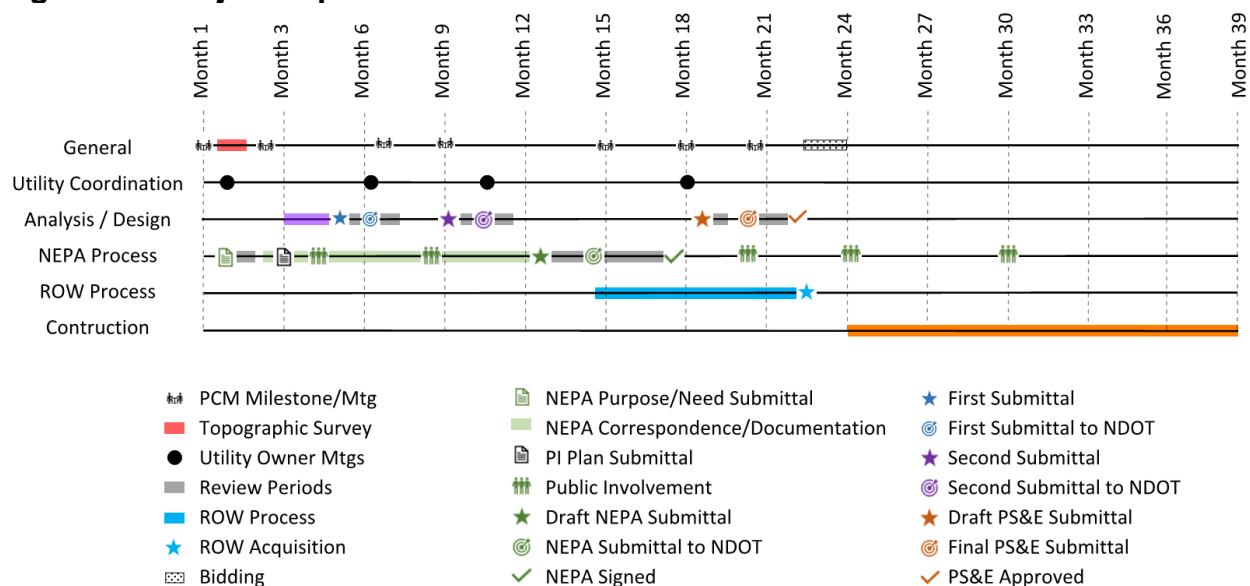 Month 1
Month 3
Month 6
Month 9
Month 12
Month 15
Month 18
Month 21
Month 24
Month 27
Month 30
Month 33
Month 36
Month 39
General
Utility Coordination
Analysis / Design
NEPA Process
ROW Process
Contruction
PCM Milestone/Mtg
Topographic Survey
Utility Owner Mtgs
Review Periods
ROW Process
ROW Acquisition
Bidding
NEPA Purpose/Need Submittal
NEPA Correspondence/Documentation
PI Plan Submittal
Public Involvement
Draft NEPA Submittal
NEPA Submittal to NDOT
NEPA Signed
First Submittal
First Submittal to NDOT
Second Submittal
Second Submittal to NDOT
Draft PS&E Submittal
Final PS&E Submittal
PS&E Approved